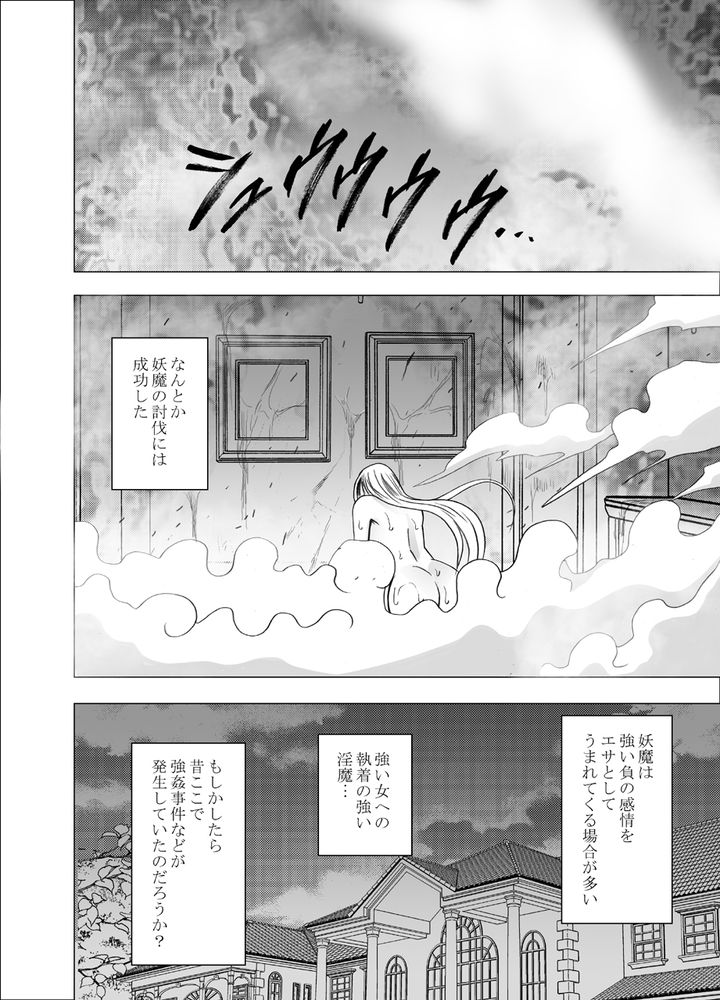 シュウウウウ…
なんとか
妖魔の討伐には
成功した
妖魔は
強い負の感情を
エサとして
うまれてくる場合が多い
強い女への
執着の強い
淫魔…
もしかしたら
昔ここで
強姦事件などが
発生していたのだろうか？